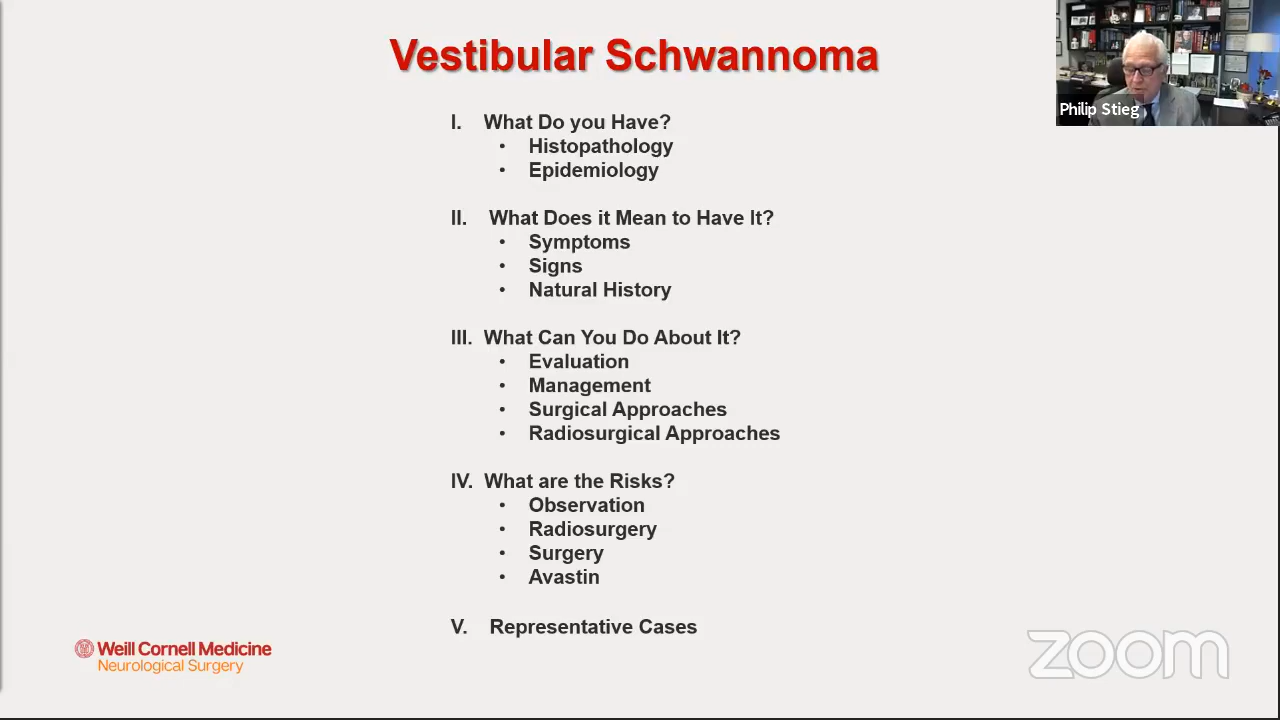 Vestibular Schwannoma
Philip Stieg
I. What Do you Have?
• Histopathology
• Epidemiology
II. What Does it Mean to Have It?
• Symptoms
• Signs
• Natural History
III. What Can You Do About It?
• Evaluation
• Management
• Surgical Approaches
• Radiosurgical Approaches
IV. What are the Risks?
• Observation
• Radiosurgery
• Surgery
• Avastin
V. Representative Cases
Weill Cornell Medicine
Neurological Surgery
zoom